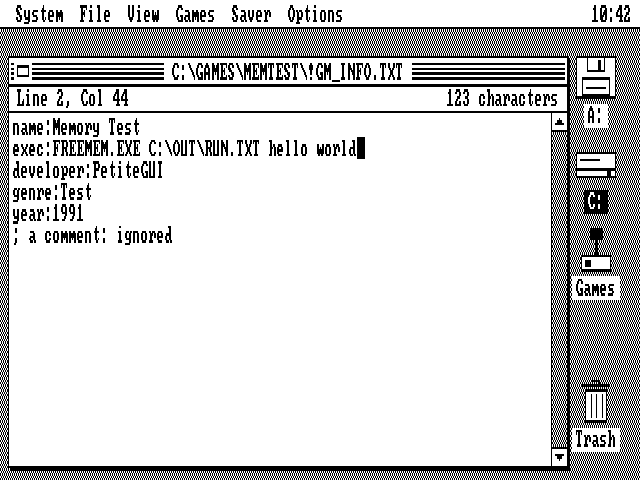 System File View Games Saver Options 10:42
C:\GAMES\MEMTEST\!GM_INFO.TXT
Line 2, Col 44 123 characters
name:Memory Test
exec:FREEMEM.EXE C:\OUT\RUN.TXT hello world
developer:PetiteGUI
genre:Test
year:1991
; a comment: ignored
A:
C:
Games
Trash